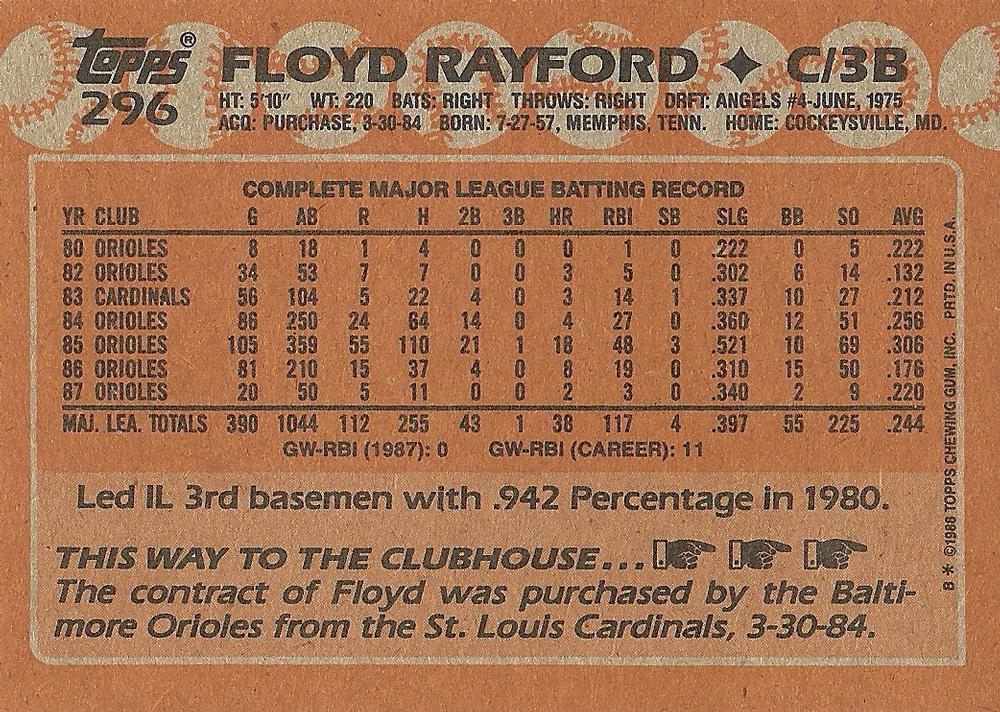 Topps® FLOYD RAYFORD ✦ C/3B
296 HT: 5'10" WT: 220 BATS: RIGHT THROWS: RIGHT DRFT: ANGELS #4-JUNE, 1975
ACQ: PURCHASE, 3-30-84 BORN: 7-27-57, MEMPHIS, TENN. HOME: COCKEYSVILLE, MD.
COMPLETE MAJOR LEAGUE BATTING RECORD
YR CLUB G AB R H 2B 3B HR RBI SB SLG BB SO AVG
80 ORIOLES 8 18 1 4 0 0 0 1 0 .222 0 5 .222
82 ORIOLES 34 53 7 7 0 0 3 5 0 .302 6 14 .132
83 CARDINALS 56 104 5 22 4 0 3 14 1 .337 10 27 .212
84 ORIOLES 86 250 24 64 14 0 4 27 0 .360 12 51 .256
85 ORIOLES 105 359 55 110 21 1 18 48 3 .521 10 69 .306
86 ORIOLES 81 210 15 37 4 0 8 19 0 .310 15 50 .176
87 ORIOLES 20 50 5 11 0 0 2 3 0 .340 2 9 .220
MAJ. LEA. TOTALS 390 1044 112 255 43 1 38 117 4 .397 55 225 .244
GW-RBI (1987): 0 GW-RBI (CAREER): 11
Led IL 3rd basemen with .942 Percentage in 1980.
THIS WAY TO THE CLUBHOUSE...
The contract of Floyd was purchased by the Balti-
more Orioles from the St. Louis Cardinals, 3-30-84.
B * ©1988 TOPPS CHEWING GUM, INC. PRTD. IN U.S.A.